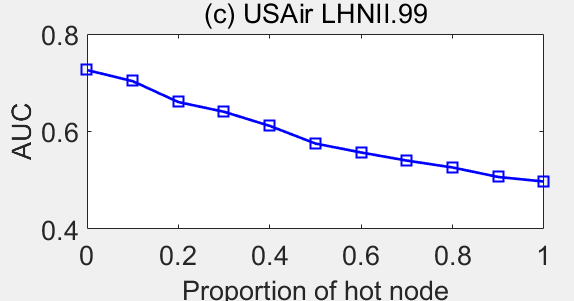 (c) USAir LHNII.99
0.8
0.6
0.4
AUC
0 0.2 0.4 0.6 0.8 1
Proportion of hot node